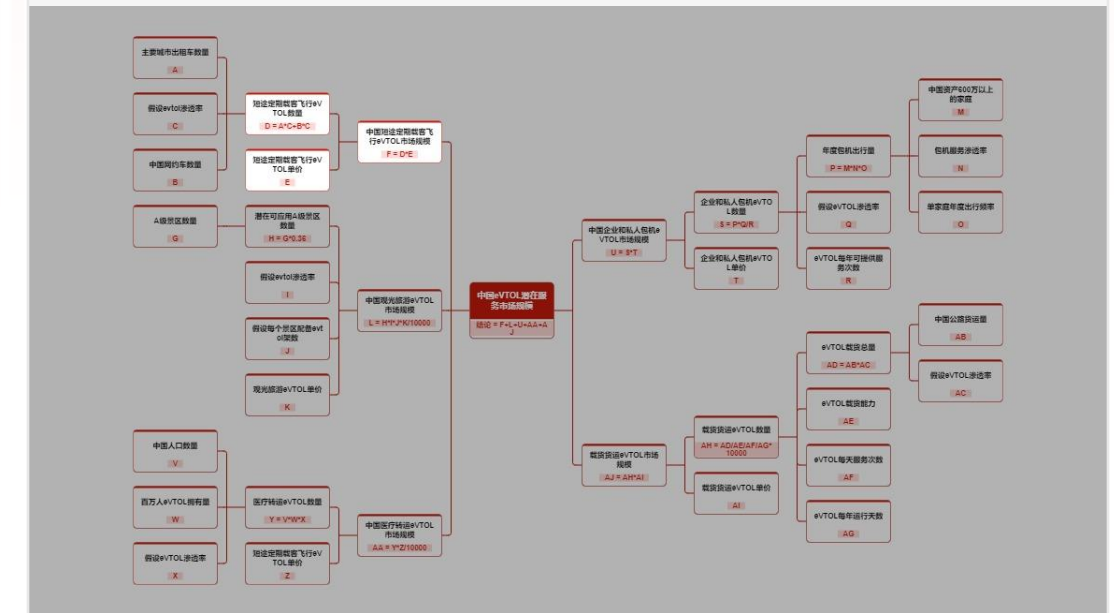 主要城市出租车数量
A
假设evtol渗透率
C
中国网约车数量
B
短途定期载客飞行eV
TOL数量
D = A*C+B*C
短途定期载客飞行eV
TOL单价
E
中国短途定期载客飞
行eVTOL市场规模
F = D*E
A级景区数量
G
潜在可应用A级景区
数量
H = G*0.36
假设evtol渗透率
I
假设每个景区配备evt
ol架数
J
观光旅游eVTOL单价
K
中国观光旅游eVTOL
市场规模
L = H*I*J*K/10000
中国人口数量
V
百万人eVTOL拥有量
W
假设eVTOL渗透率
X
医疗转运eVTOL数量
Y = V*W*X
短途定期载客飞行eV
TOL单价
Z
中国医疗转运eVTOL
市场规模
AA = Y*Z/10000
中国eVTOL潜在服
务市场规模
结论 = F+L+U+AA+A
J
中国企业和私人包机e
VTOL市场规模
U = S*T
企业和私人包机eVTO
L数量
S = P*Q/R
企业和私人包机eVTO
L单价
T
年度包机出行量
P = M*N*O
假设eVTOL渗透率
Q
eVTOL每年可提供服
务次数
R
中国资产600万以上
的家庭
M
包机服务渗透率
N
单家庭年度出行频率
O
载货货运eVTOL市场
规模
AJ = AH*AI
载货货运eVTOL数量
AH = AD/AE/AF/AG*
10000
载货货运eVTOL单价
AI
eVTOL载货总量
AD = AB*AC
eVTOL载货能力
AE
eVTOL每天服务次数
AF
eVTOL每年运行天数
AG
中国公路货运量
AB
假设eVTOL渗透率
AC